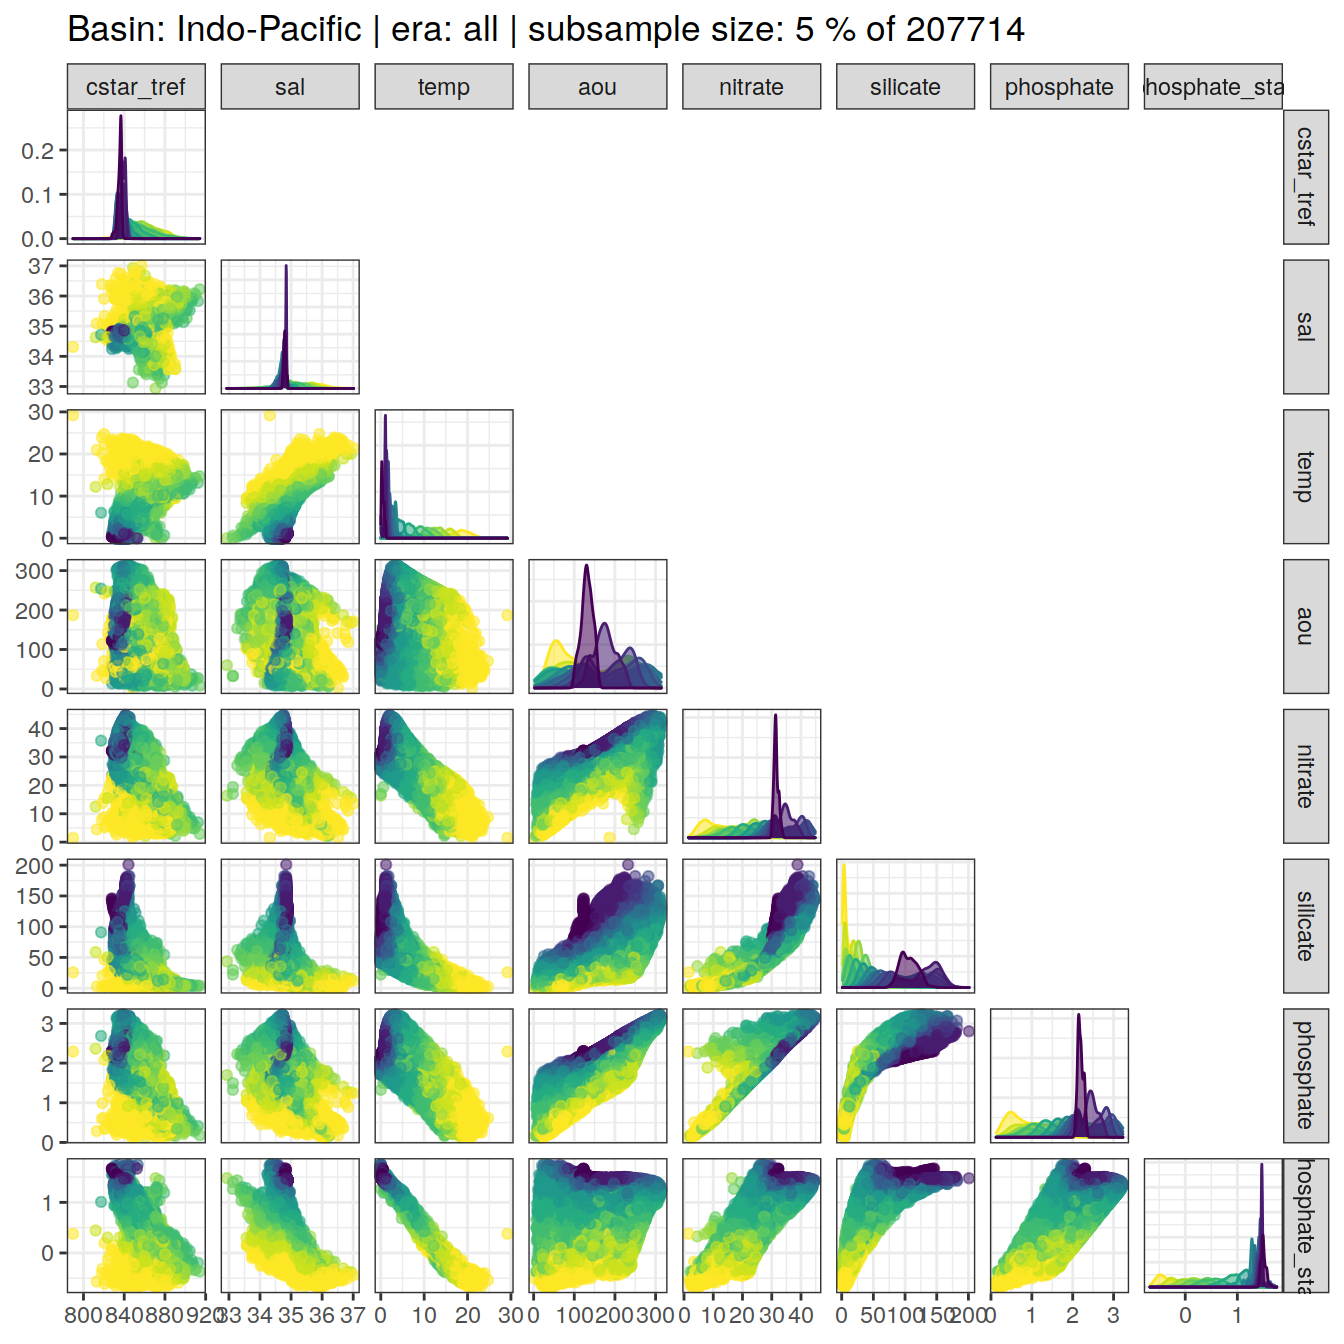 Basin: Indo-Pacific | era: all | subsample size: 5 % of 207714
cstar_tref sal temp aou nitrate silicate phosphate hosphate_sta
0.2
0.1
0.0
cstar_tref
37
36
35
34
33
sal
30
20
10
0
temp
300
200
100
0
aou
40
30
20
10
0
nitrate
200
150
100
50
0
silicate
3
2
1
0
phosphate
1
0
hosphate_sta
800 840 880 920 33 34 35 36 37 0 10 20 30 0 100 200 300 0 10 20 30 40 0 50 100 150 200 0 1 2 3 0 1